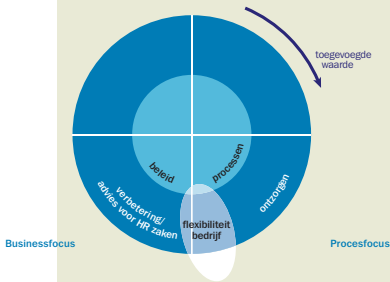 toegevoegde
waarde
beleid
processen
verbetering/
advies voor HR zaken
ontzorgen
flexibiliteit
bedrijf
Businessfocus
Procesfocus